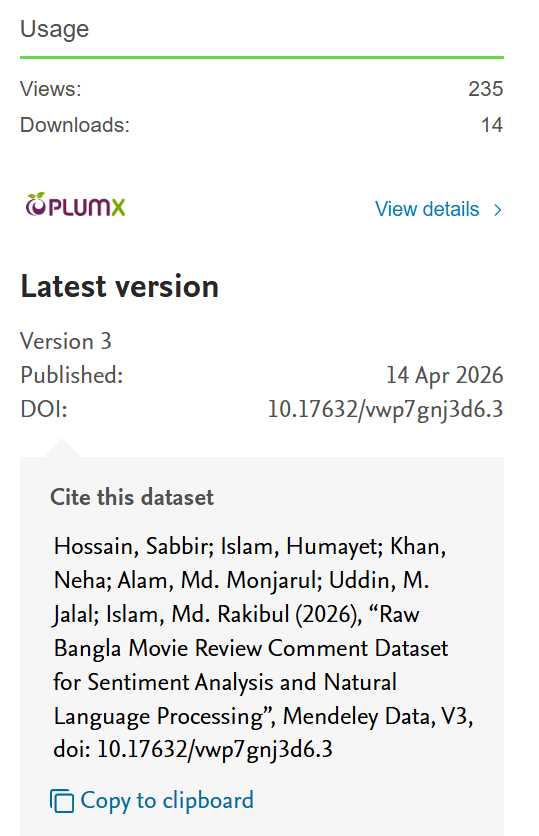 Usage
Views: 235
Downloads: 14
PLUMX View details >
Latest version
Version 3
Published: 14 Apr 2026
DOI: 10.17632/vwp7gnj3d6.3
Cite this dataset
Hossain, Sabbir; Islam, Humayet; Khan,
Neha; Alam, Md. Monjarul; Uddin, M.
Jalal; Islam, Md. Rakibul (2026), “Raw
Bangla Movie Review Comment Dataset
for Sentiment Analysis and Natural
Language Processing”, Mendeley Data, V3,
doi: 10.17632/vwp7gnj3d6.3
Copy to clipboard